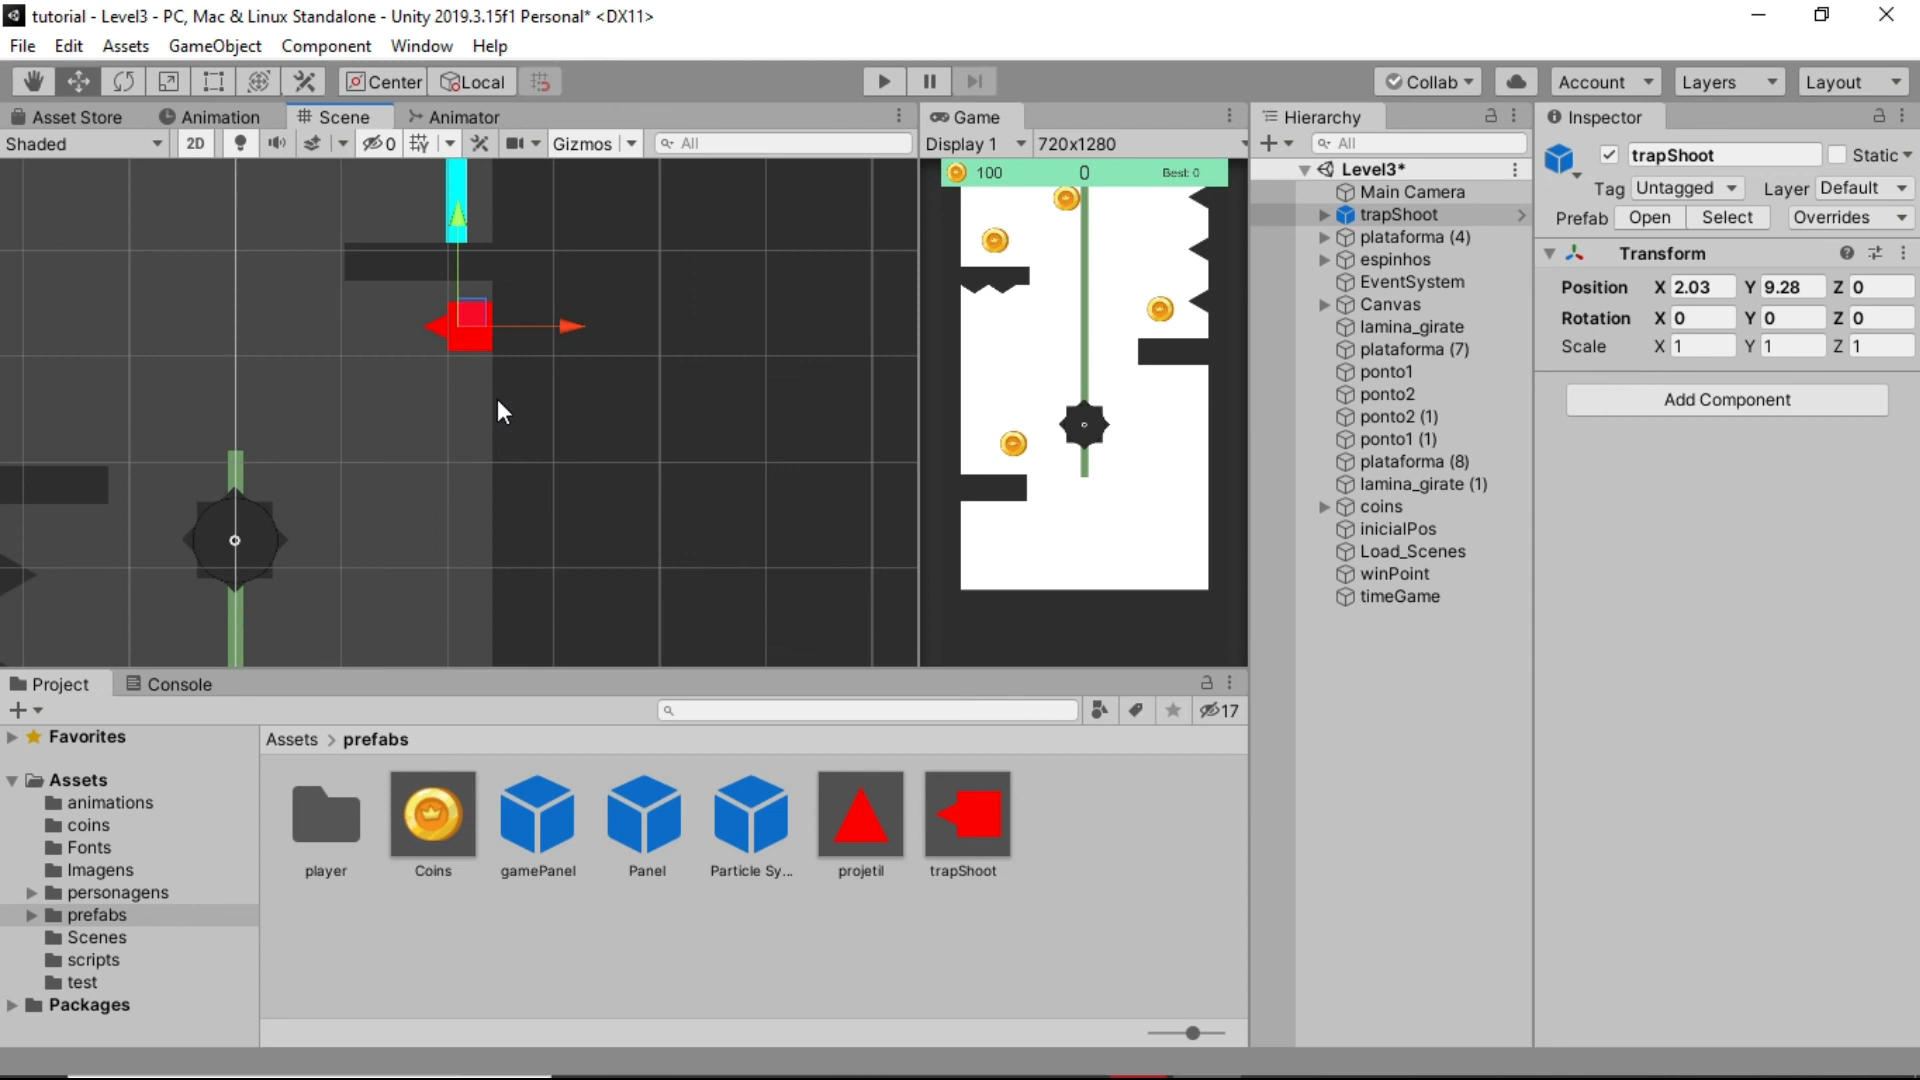 tutorial - Level3 - PC, Mac & Linux Standalone - Unity 2019.3.15f1 Personal* <DX11>
File Edit Assets GameObject Component Window Help
Center Local Collab Account Layers Layout
Asset Store Animation Scene Animator
Shaded 2D 0 Gizmos All
Game
Display 1 720x1280
100 0 Best: 0
Hierarchy
All
Level3*
Main Camera
trapShoot
plataforma (4)
espinhos
EventSystem
Canvas
lamina_girate
plataforma (7)
ponto1
ponto2
ponto2 (1)
ponto1 (1)
plataforma (8)
lamina_girate (1)
coins
inicialPos
Load_Scenes
winPoint
timeGame
Inspector
trapShoot Static
Tag Untagged Layer Default
Prefab Open Select Overrides
Transform
Position X 2.03 Y 9.28 Z 0
Rotation X 0 Y 0 Z 0
Scale X 1 Y 1 Z 1
Add Component
Project Console
17
Favorites
Assets
animations
coins
Fonts
Imagens
personagens
prefabs
Scenes
scripts
test
Packages
Assets > prefabs
player Coins gamePanel Panel Particle Sy... projetil trapShoot